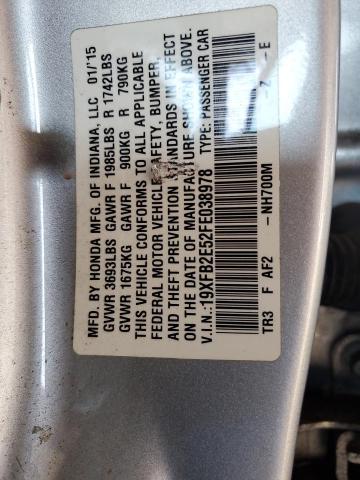 MFD. BY HONDA MFG. OF INDIANA, LLC 01/'15
GVWR 3693LBS GAWR F 1985LBS R 1742LBS
GVWR 1675KG GAWR F 900KG R 790KG
THIS VEHICLE CONFORMS TO ALL APPLICABLE
FEDERAL MOTOR VEHICLE SAFETY, BUMPER,
AND THEFT PREVENTION STANDARDS IN EFFECT
ON THE DATE OF MANUFACTURE SHOWN ABOVE.
V.I.N.:19XFB2E52FE038978 TYPE: PASSENGER CAR
TR3 F AF2 -NH700M - Z - E